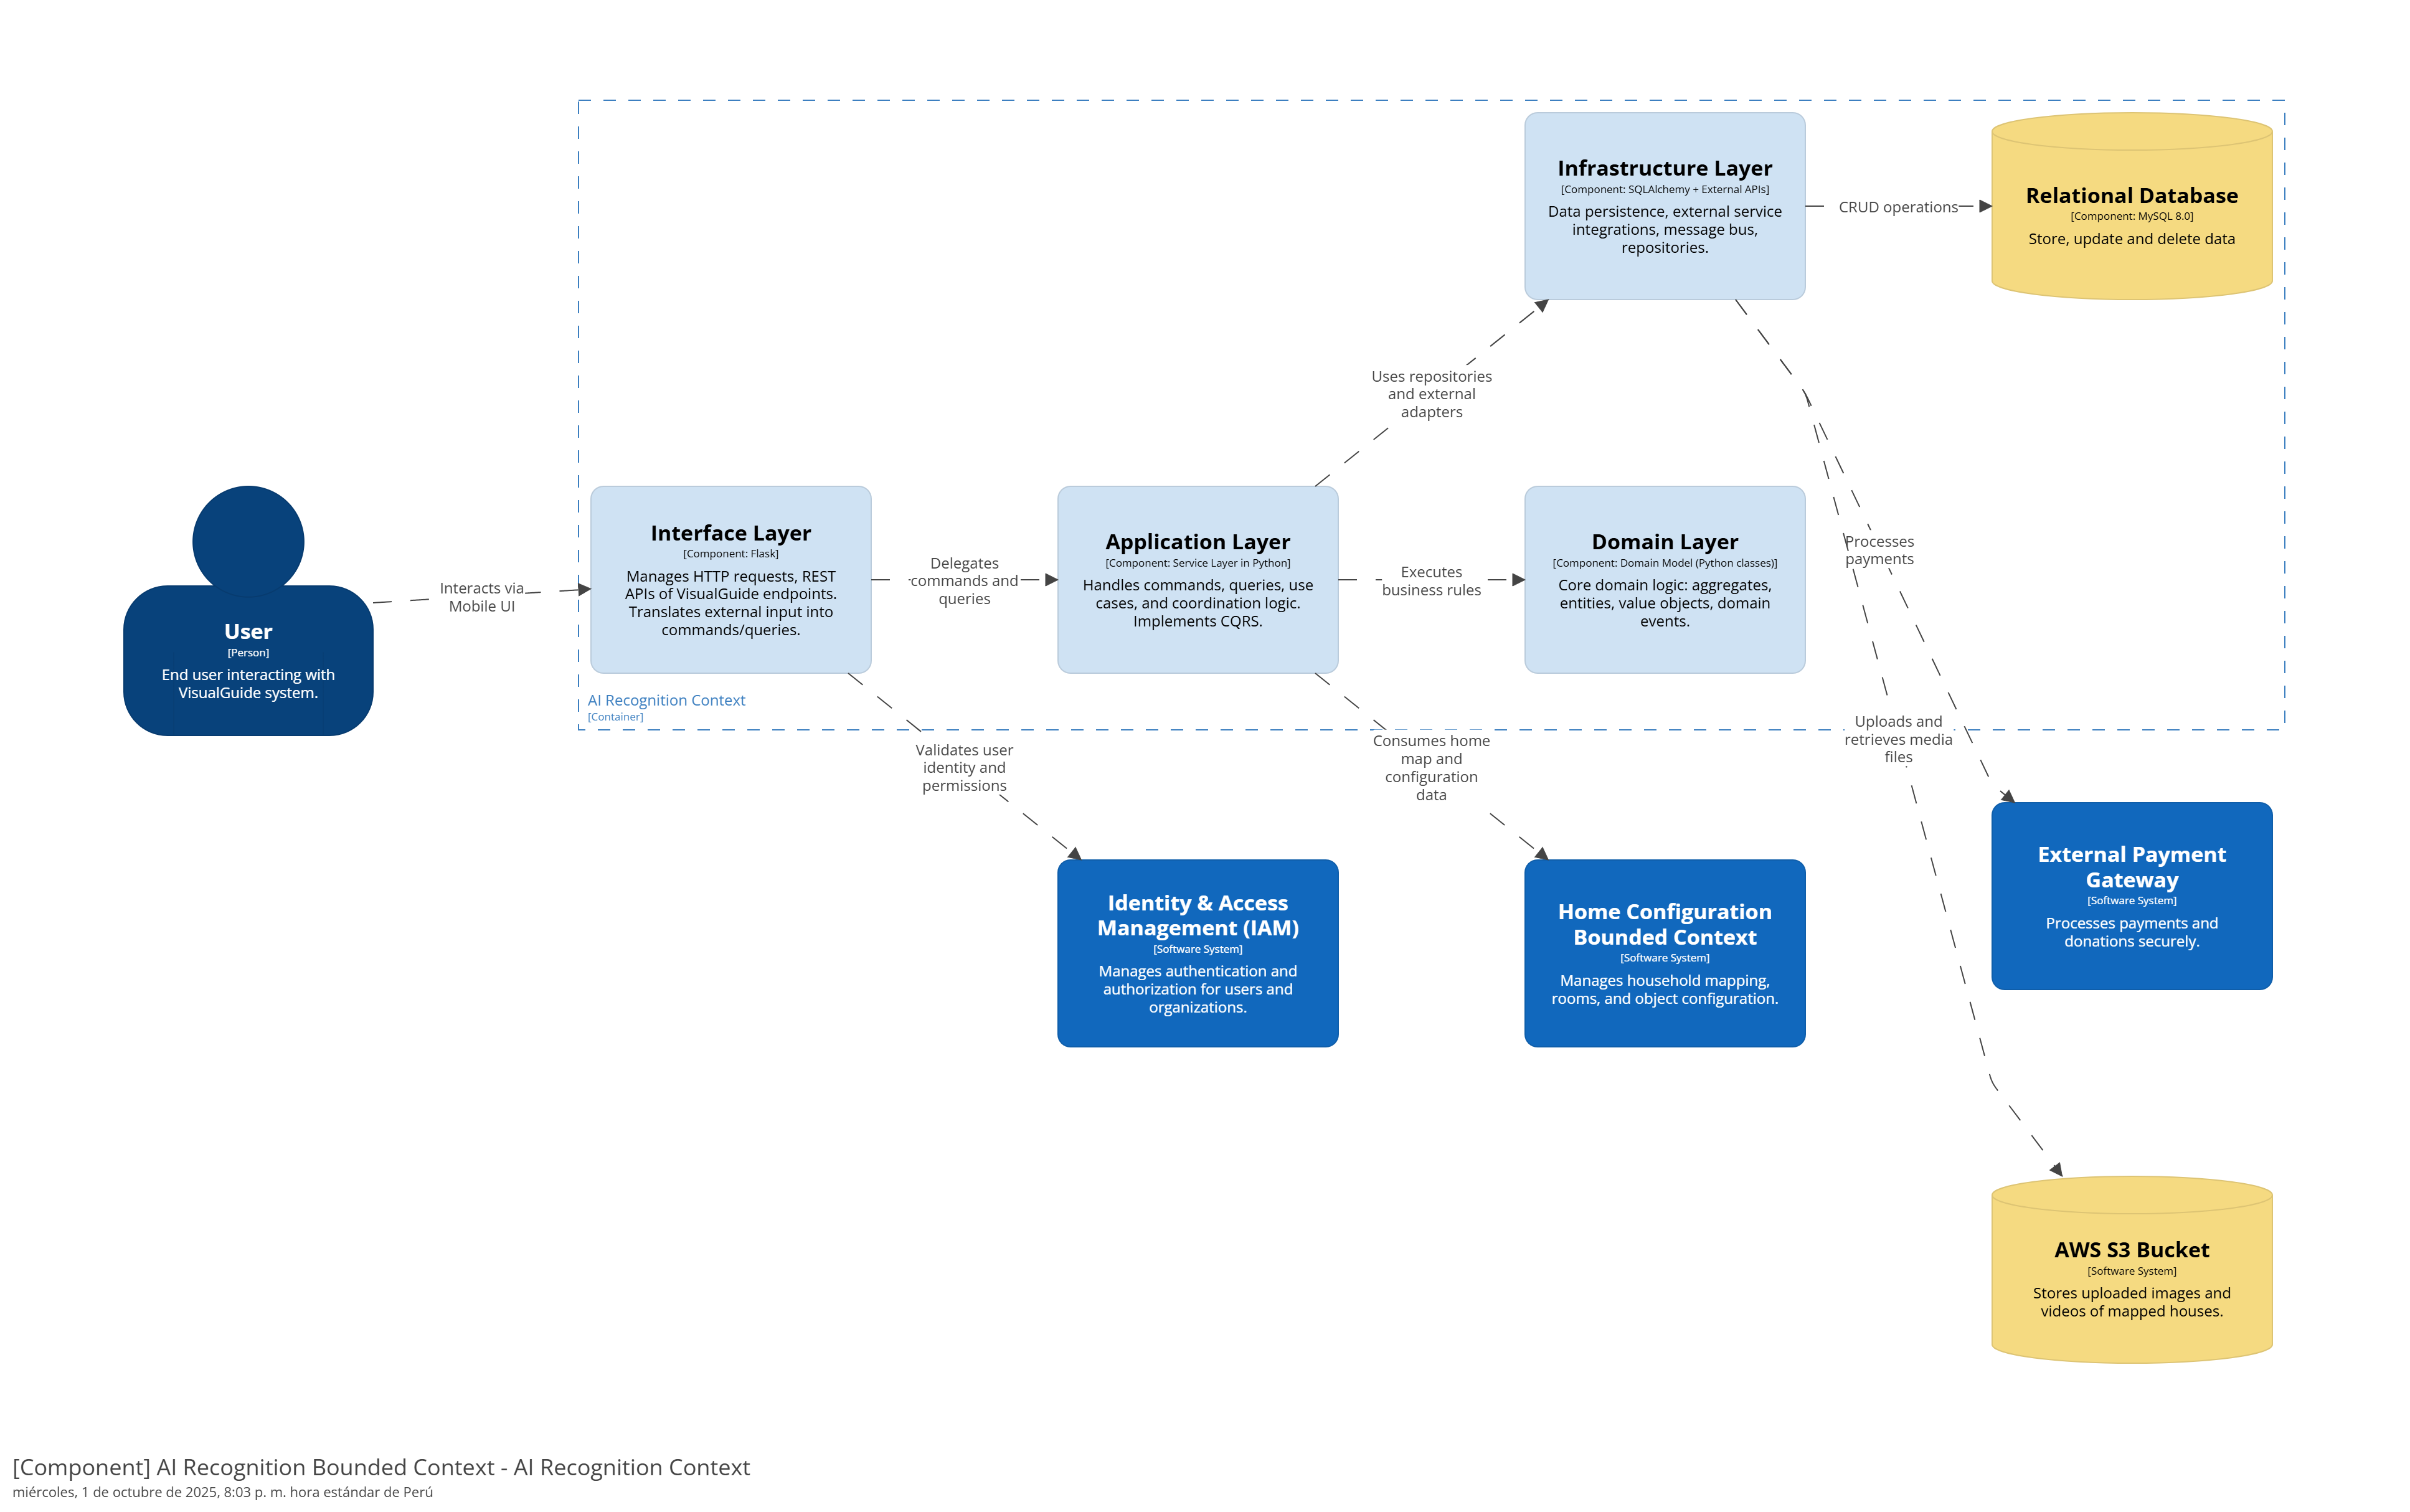 Infrastructure Layer
[Component: SQLAlchemy + External APIs]
Data persistence, external service
integrations, message bus,
repositories.
CRUD operations
Relational Database
[Component: MySQL 8.0]
Store, update and delete data
Uses repositories
and external
adapters
User
[Person]
End user interacting with
VisualGuide system.
Interacts via
Mobile UI
Interface Layer
[Component: Flask]
Manages HTTP requests, REST
APIs of VisualGuide endpoints.
Translates external input into
commands/queries.
Delegates
commands and
queries
Application Layer
[Component: Service Layer in Python]
Handles commands, queries, use
cases, and coordination logic.
Implements CQRS.
Executes
business rules
Domain Layer
[Component: Domain Model (Python classes)]
Core domain logic: aggregates,
entities, value objects, domain
events.
Processes
payments
AI Recognition Context
[Container]
Validates user
identity and
permissions
Consumes home
map and
configuration
data
Uploads and
retrieves media
files
Identity & Access
Management (IAM)
[Software System]
Manages authentication and
authorization for users and
organizations.
Home Configuration
Bounded Context
[Software System]
Manages household mapping,
rooms, and object configuration.
External Payment
Gateway
[Software System]
Processes payments and
donations securely.
AWS S3 Bucket
[Software System]
Stores uploaded images and
videos of mapped houses.
[Component] AI Recognition Bounded Context - AI Recognition Context
miércoles, 1 de octubre de 2025, 8:03 p. m. hora estándar de Perú